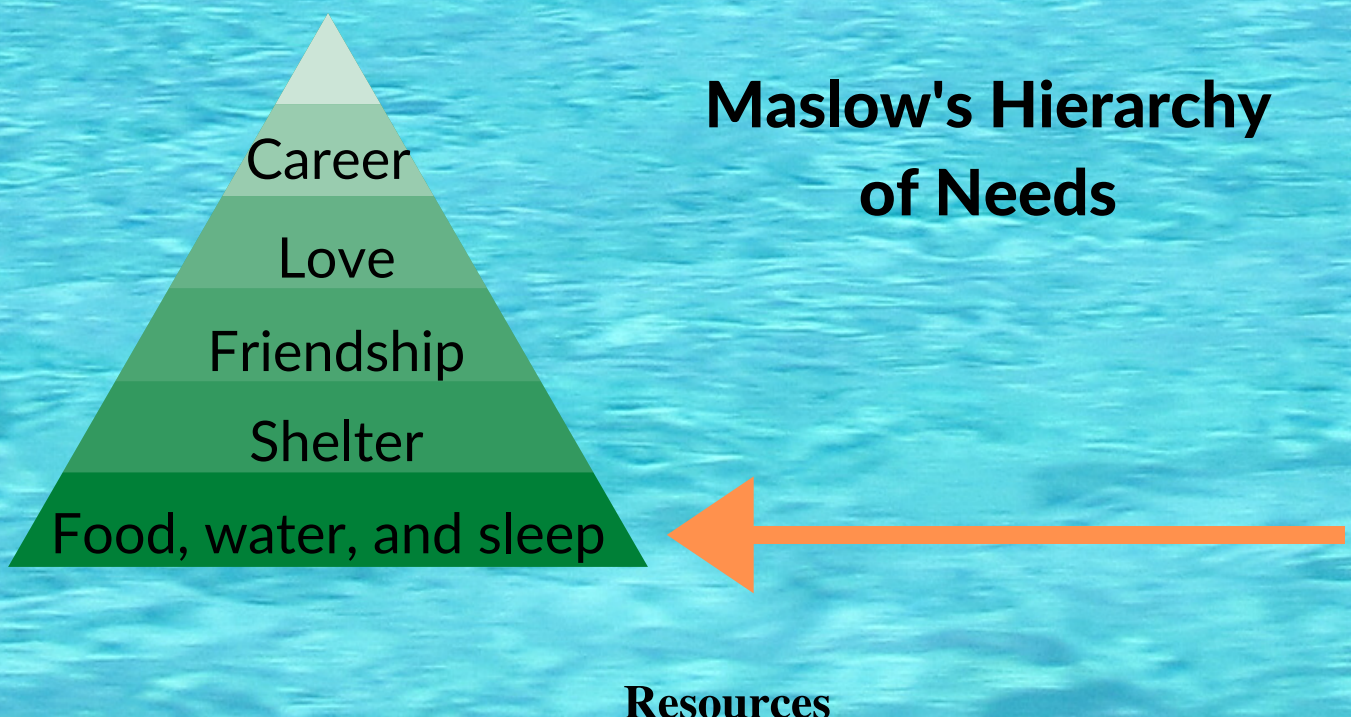 Maslow's Hierarchy
of Needs
Career
Love
Friendship
Shelter
Food, water, and sleep
Resources